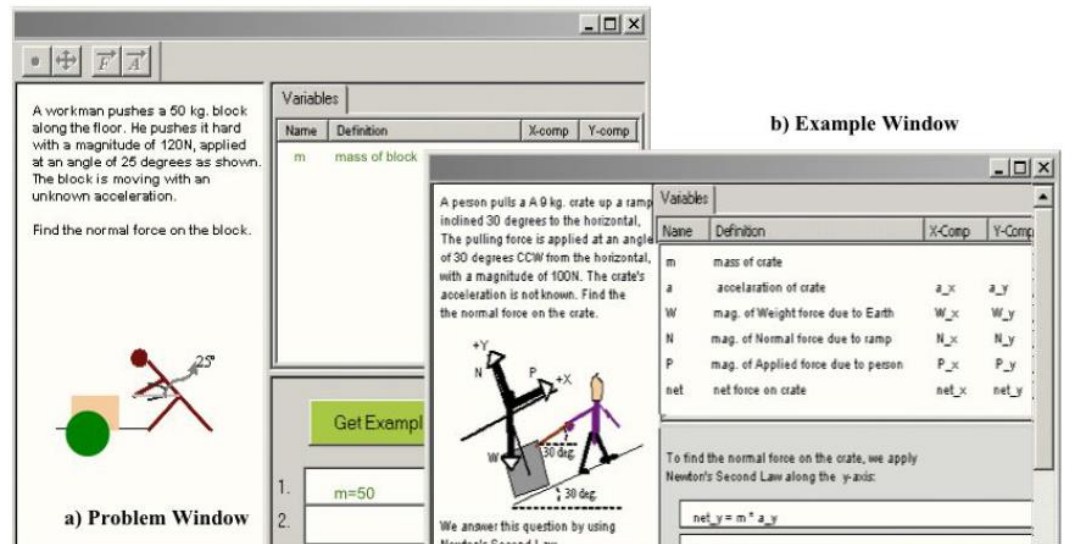 F A
A workman pushes a 50 kg. block
along the floor. He pushes it hard
with a magnitude of 120N, applied
at an angle of 25 degrees as shown.
The block is moving with an
unknown acceleration.
Find the normal force on the block.
25°
a) Problem Window
Variables
Name Definition X-comp Y-comp
m mass of block
Get Exampl
1. m=50
2.
b) Example Window
A person pulls a A 9 kg. crate up a ramp
inclined 30 degrees to the horizontal,
The pulling force is applied at an angle
of 30 degrees CCW from the horizontal,
with a magnitude of 100N. The crate's
acceleration is not known. Find the
the normal force on the crate.
+Y
N P +X
W 30 deg.
30 deg.
We answer this question by using
Newton's Second Law
Variables
Name Definition X-Comp Y-Comp
m mass of crate
a accelaration of crate a_x a_y
W mag. of Weight force due to Earth W_x W_y
N mag. of Normal force due to ramp N_x N_y
P mag. of Applied force due to person P_x P_y
net net force on crate net_x net_y
To find the normal force on the crate, we apply
Newton's Second Law along the y-axis:
net_y = m * a_y